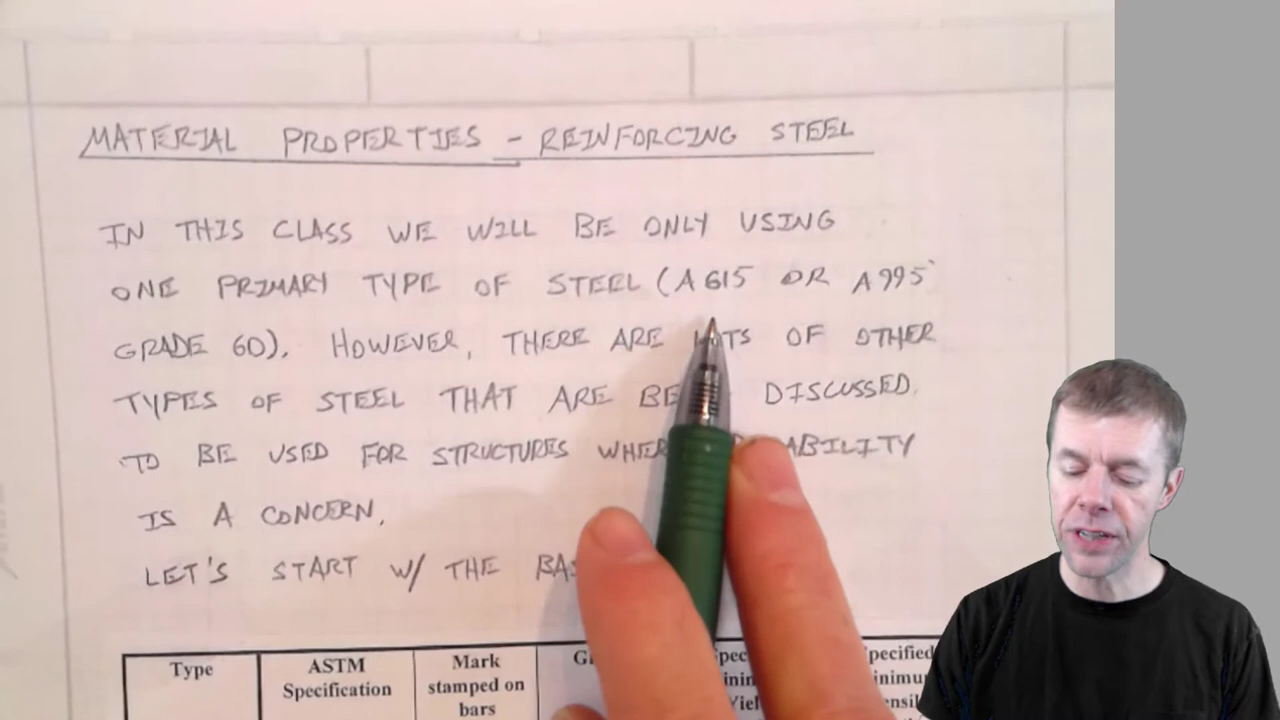 MATERIAL PROPERTIES - REINFORCING STEEL
IN THIS CLASS WE WILL BE ONLY USING
ONE PRIMARY TYPE OF STEEL (A615 OR A995
GRADE 60). HOWEVER, THERE ARE LOTS OF OTHER
TYPES OF STEEL THAT ARE DISCUSSED.
TO BE USED FOR STRUCTURES
IS A CONCERN.
LET'S START W/ THE
Type ASTM Specification Mark stamped on bars